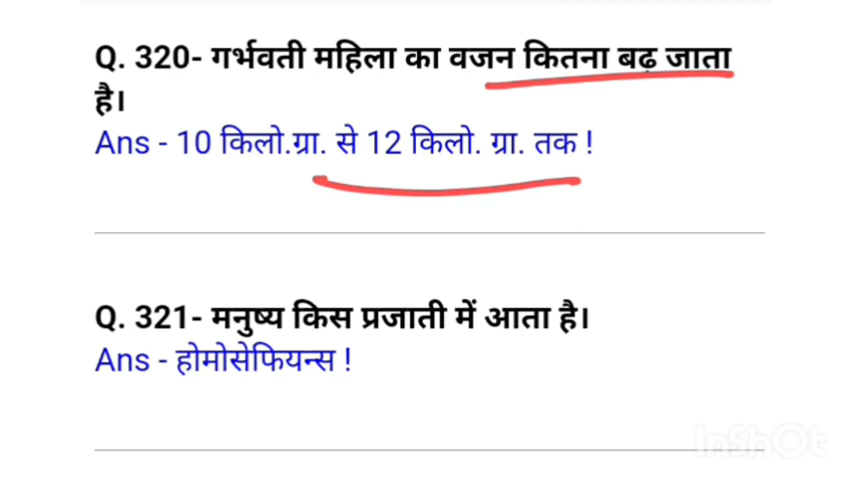 Q. 320- गर्भवती महिला का वजन कितना बढ़ जाता
है।
Ans - 10 किलो.ग्रा. से 12 किलो. ग्रा. तक !
Q. 321- मनुष्य किस प्रजाती में आता है।
Ans - होमोसेफियन्स !
InShOt